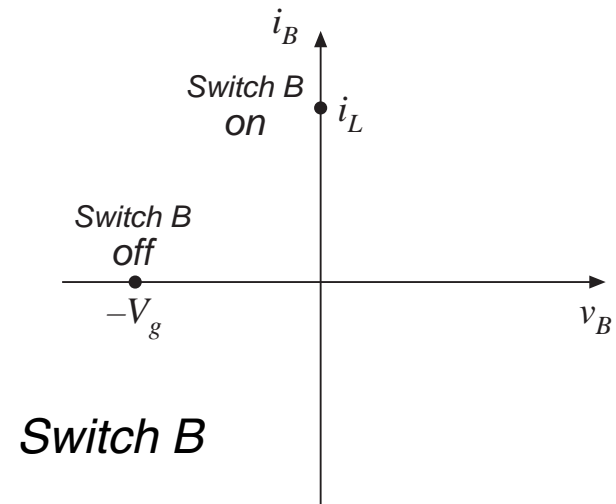 i_B
Switch B
on
i_L
Switch B
off
–V_g
v_B
Switch B